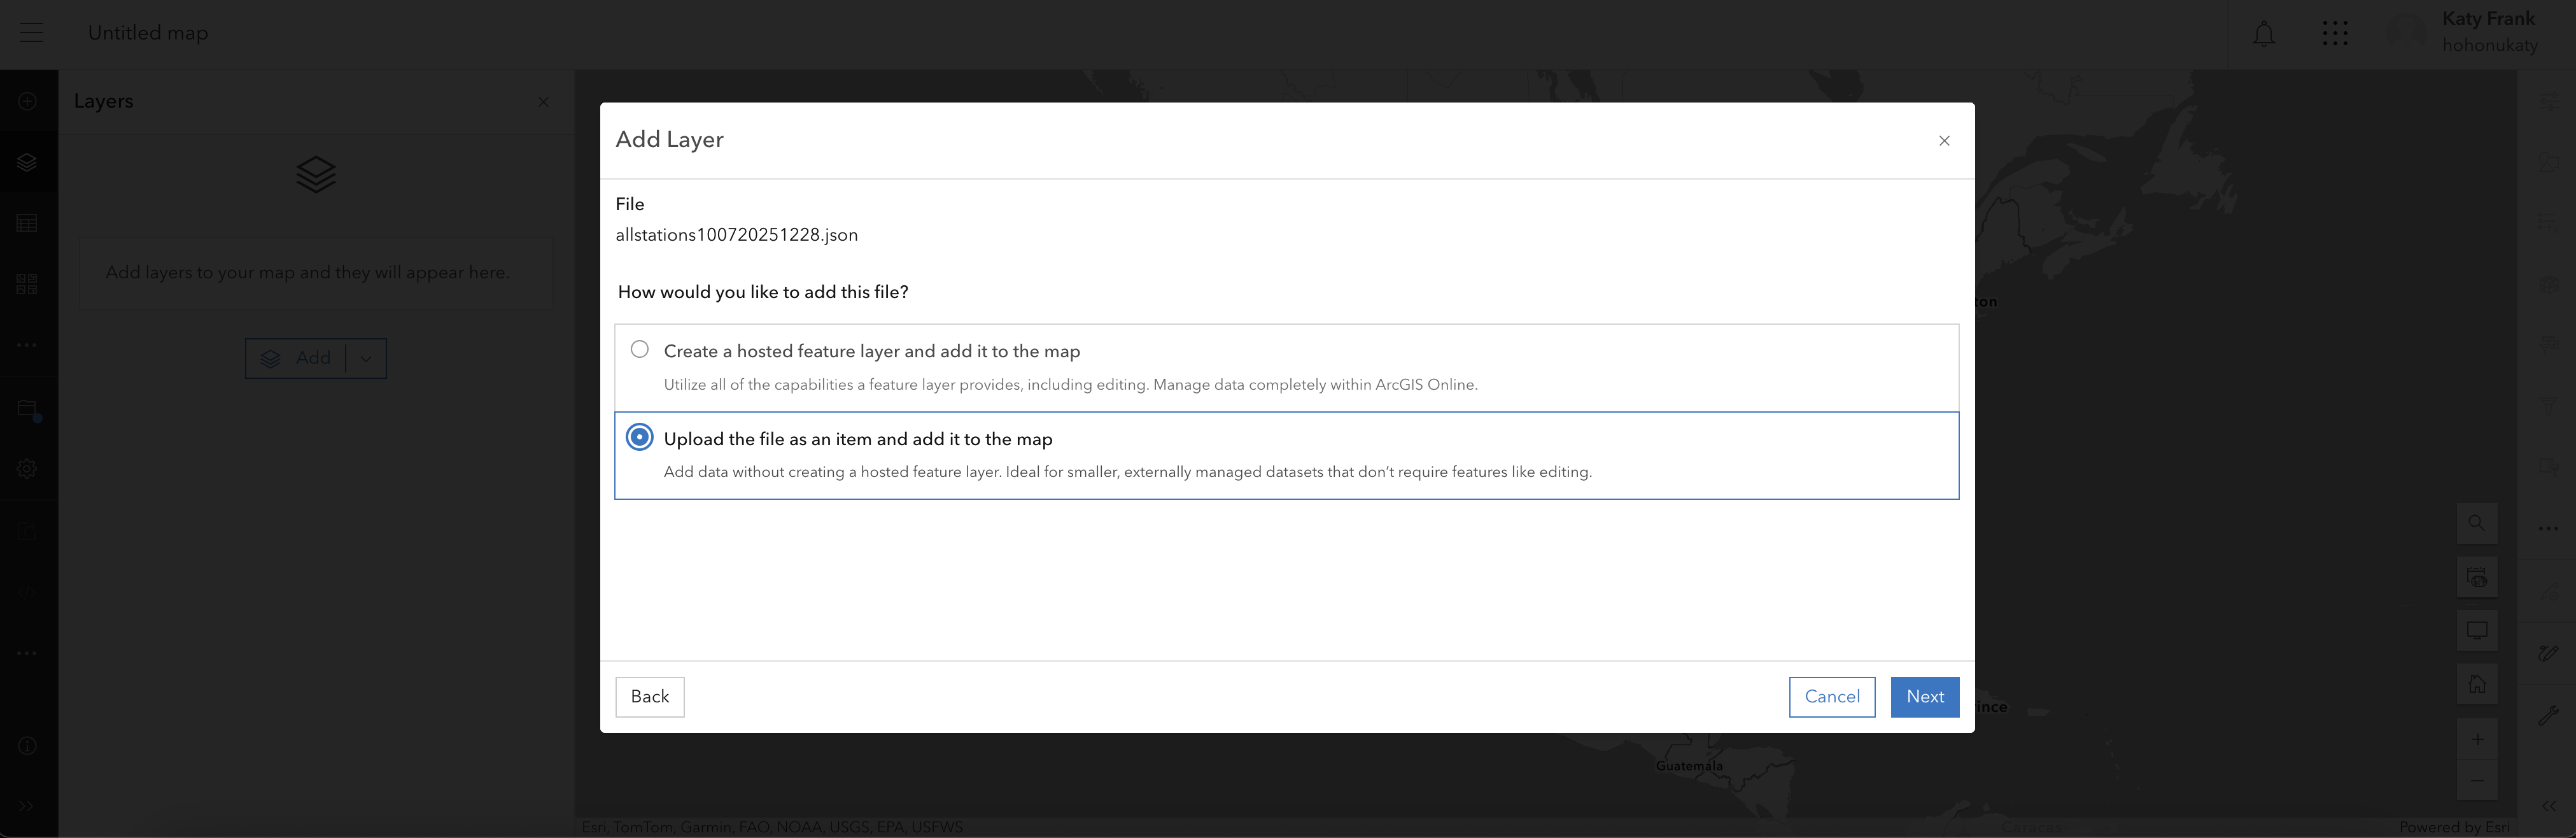 Untitled map
Katy Frank
hohonukaty
Layers
Add layers to your map and they will appear here.
Add
Add Layer
File
allstations100720251228.json
How would you like to add this file?
Create a hosted feature layer and add it to the map
Utilize all of the capabilities a feature layer provides, including editing. Manage data completely within ArcGIS Online.
Upload the file as an item and add it to the map
Add data without creating a hosted feature layer. Ideal for smaller, externally managed datasets that don't require features like editing.
Back
Cancel
Next
ton
ince
Guatemala
Caracas
Esri, TomTom, Garmin, FAO, NOAA, USGS, EPA, USFWS
Powered by Esri